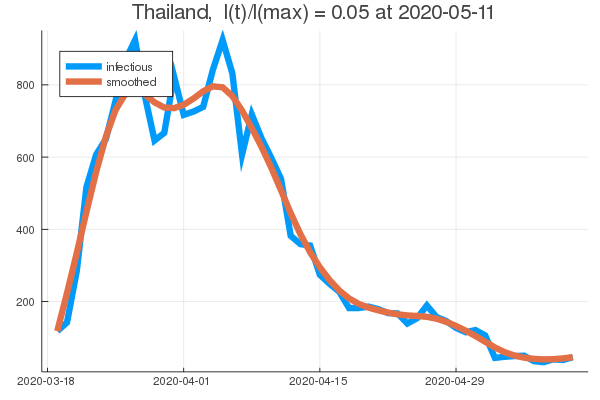 Thailand,  I(t)/I(max) = 0.05 at 2020-05-11
infectious
smoothed
800
600
400
200
2020-03-18 2020-04-01 2020-04-15 2020-04-29